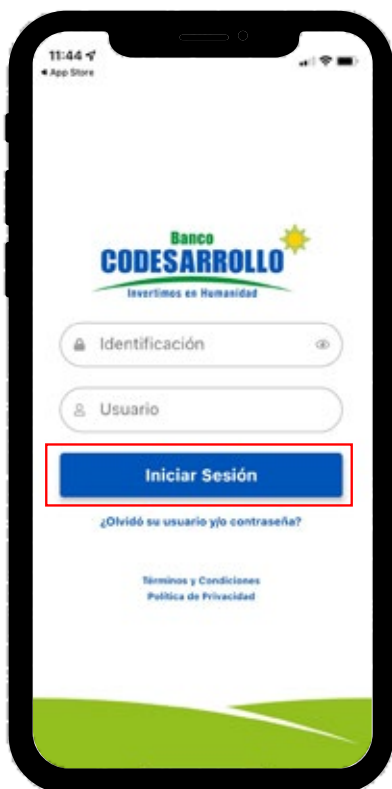 11:44
App Store
Banco
CODESARROLLO
Invertimos en Humanidad
Identificación
Usuario
Iniciar Sesión
¿Olvidó su usuario y/o contraseña?
Términos y Condiciones
Política de Privacidad